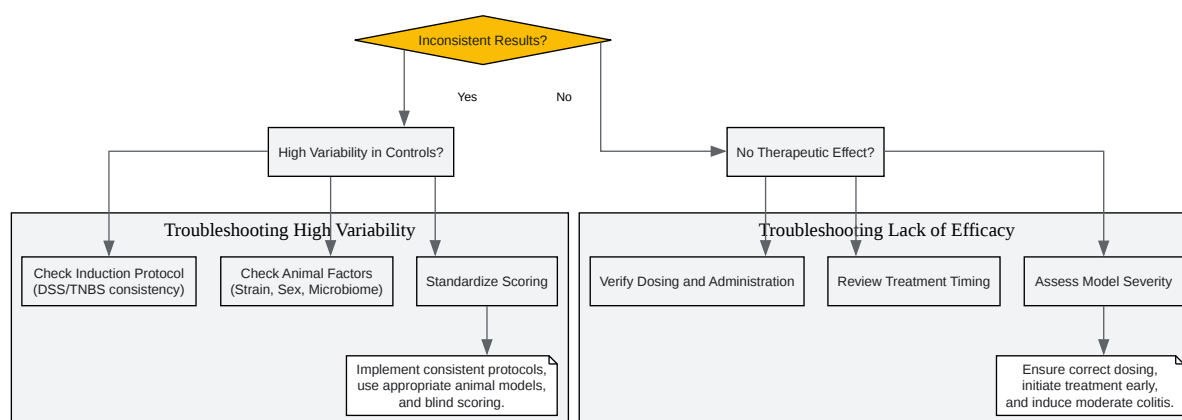 Inconsistent Results?
Yes
No
High Variability in Controls?
No Therapeutic Effect?
Troubleshooting High Variability
Check Induction Protocol
(DSS/TNBS consistency)
Check Animal Factors
(Strain, Sex, Microbiome)
Standardize Scoring
Implement consistent protocols,
use appropriate animal models,
and blind scoring.
Troubleshooting Lack of Efficacy
Verify Dosing and Administration
Review Treatment Timing
Assess Model Severity
Ensure correct dosing,
initiate treatment early,
and induce moderate colitis.